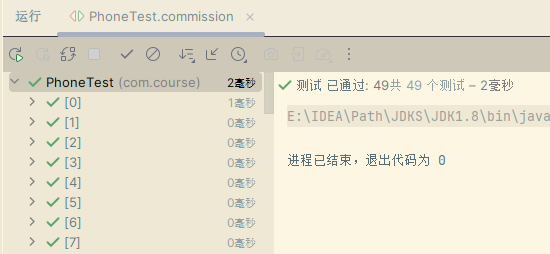 运行 PhoneTest.commission ×
PhoneTest (com.course) 2毫秒
[0] 1毫秒
[1] 0毫秒
[2] 0毫秒
[3] 0毫秒
[4] 0毫秒
[5] 0毫秒
[6] 0毫秒
[7] 0毫秒
测试 已通过: 49共 49 个测试 – 2毫秒
E:\IDEA\Path\JDKS\JDK1.8\bin\java
进程已结束，退出代码为 0